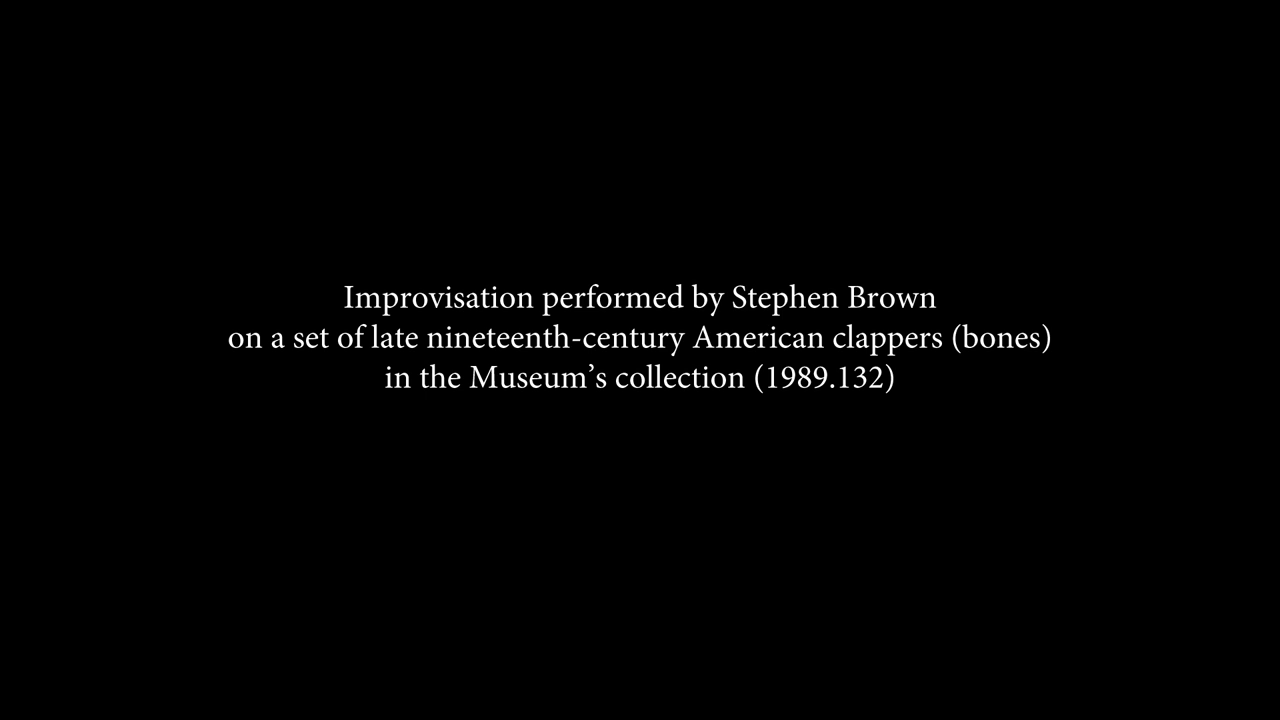 Improvisation performed by Stephen Brown
on a set of late nineteenth-century American clappers (bones)
in the Museum’s collection (1989.132)